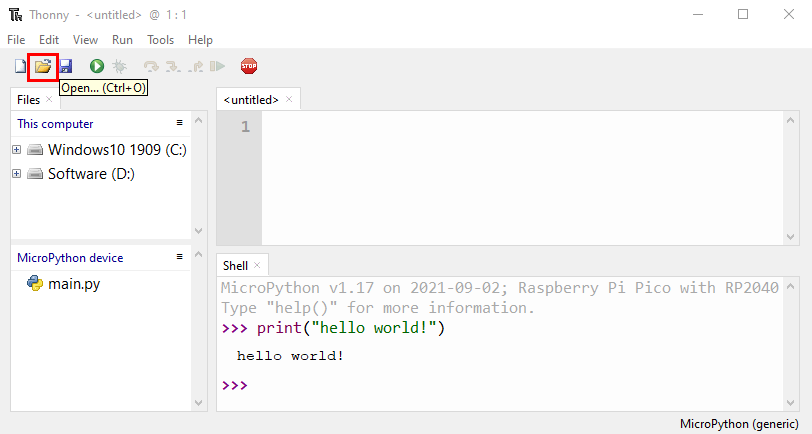 Thonny - <untitled> @ 1 : 1
File Edit View Run Tools Help
STOP
Open... (Ctrl+O)
Files
This computer
Windows10 1909 (C:)
Software (D:)
MicroPython device
main.py
<untitled>
1
Shell
MicroPython v1.17 on 2021-09-02; Raspberry Pi Pico with RP2040
Type "help()" for more information.
>>> print("hello world!")
hello world!
>>>
MicroPython (generic)